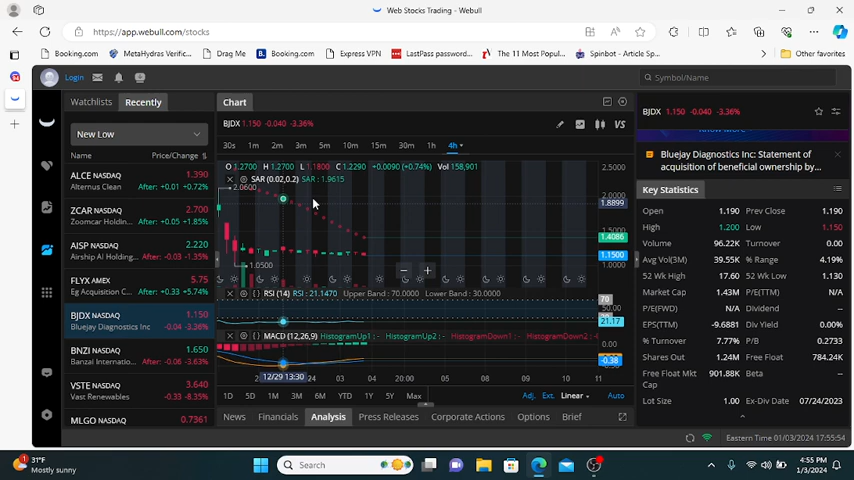 Web Stocks Trading - Webull
https://app.webull.com/stocks
Booking.com
MetaHydras Verific...
Drag Me
Booking.com
Express VPN
LastPass password...
The 11 Most Popul...
Spinbot - Article Sp...
Other favorites
Login
Symbol/Name
Watchlists
Recently
New Low
Name
Price/Change
ALCE NASDAQ 1.390
Alternus Clean After: +0.01 +0.72%
ZCAR NASDAQ 2.700
Zoomcar Holding... After: +0.05 +1.85%
AISP NASDAQ 2.220
Airship AI Holding... After: -0.03 -1.35%
FLYX AMEX 5.75
Eg Acquisition C... After: +0.33 +5.74%
BJDX NASDAQ 1.150
Bluejay Diagnostics Inc -0.04 -3.36%
BNZI NASDAQ 1.650
Banzai Internatio... After: -0.06 -3.63%
VSTE NASDAQ 3.640
Vast Renewables -0.33 -8.35%
MLGO NASDAQ 0.7361
Chart
BJDX 1.150 -0.040 -3.36%
VS
30s 1m 2m 3m 5m 10m 15m 30m 1h 4h
O 1.2700 H 1.2700 L 1.1800 C 1.2290 +0.0090 (+0.74%) Vol 158,901
SAR (0.02,0.2) SAR : 1.9615
2.0600
1.0500
2.5000
2.0000
1.8899
1.5000
1.4086
1.1500
1.0000
RSI (14) RSI: 21.1470 Upper Band : 70.0000 Lower Band : 30.0000
70
50.00
21.17
MACD (12,26,9) HistogramUp1 : - HistogramUp2 : - HistogramDown1 : - HistogramDown2 : -
0.00
-0.38
12/29 13:30 24 03 04 20:00 05 08 09 10 11
1D 5D 1M 3M 6M YTD 1Y 5Y Max
Adj. Ext. Linear Auto
News Financials Analysis Press Releases Corporate Actions Options Brief
BJDX 1.150 -0.040 -3.36%
Bluejay Diagnostics Inc: Statement of
acquisition of beneficial ownership by...
Key Statistics
Open 1.190 Prev Close 1.190
High 1.200 Low 1.150
Volume 96.22K Turnover 0.00
Avg Vol(3M) 39.55K % Range 4.19%
52 Wk High 17.60 52 Wk Low 1.130
Market Cap 1.43M P/E(TTM) N/A
P/E(FWD) N/A Dividend –
EPS(TTM) -9.6881 Div Yield 0.00%
% Turnover 7.77% P/B 0.2733
Shares Out 1.24M Free Float 784.24K
Free Float Mkt 901.88K Beta –
Cap
Lot Size 1.00 Ex-Div Date 07/24/2023
Eastern Time 01/03/2024 17:55:54
31°F
Mostly sunny
Search
4:55 PM
1/3/2024